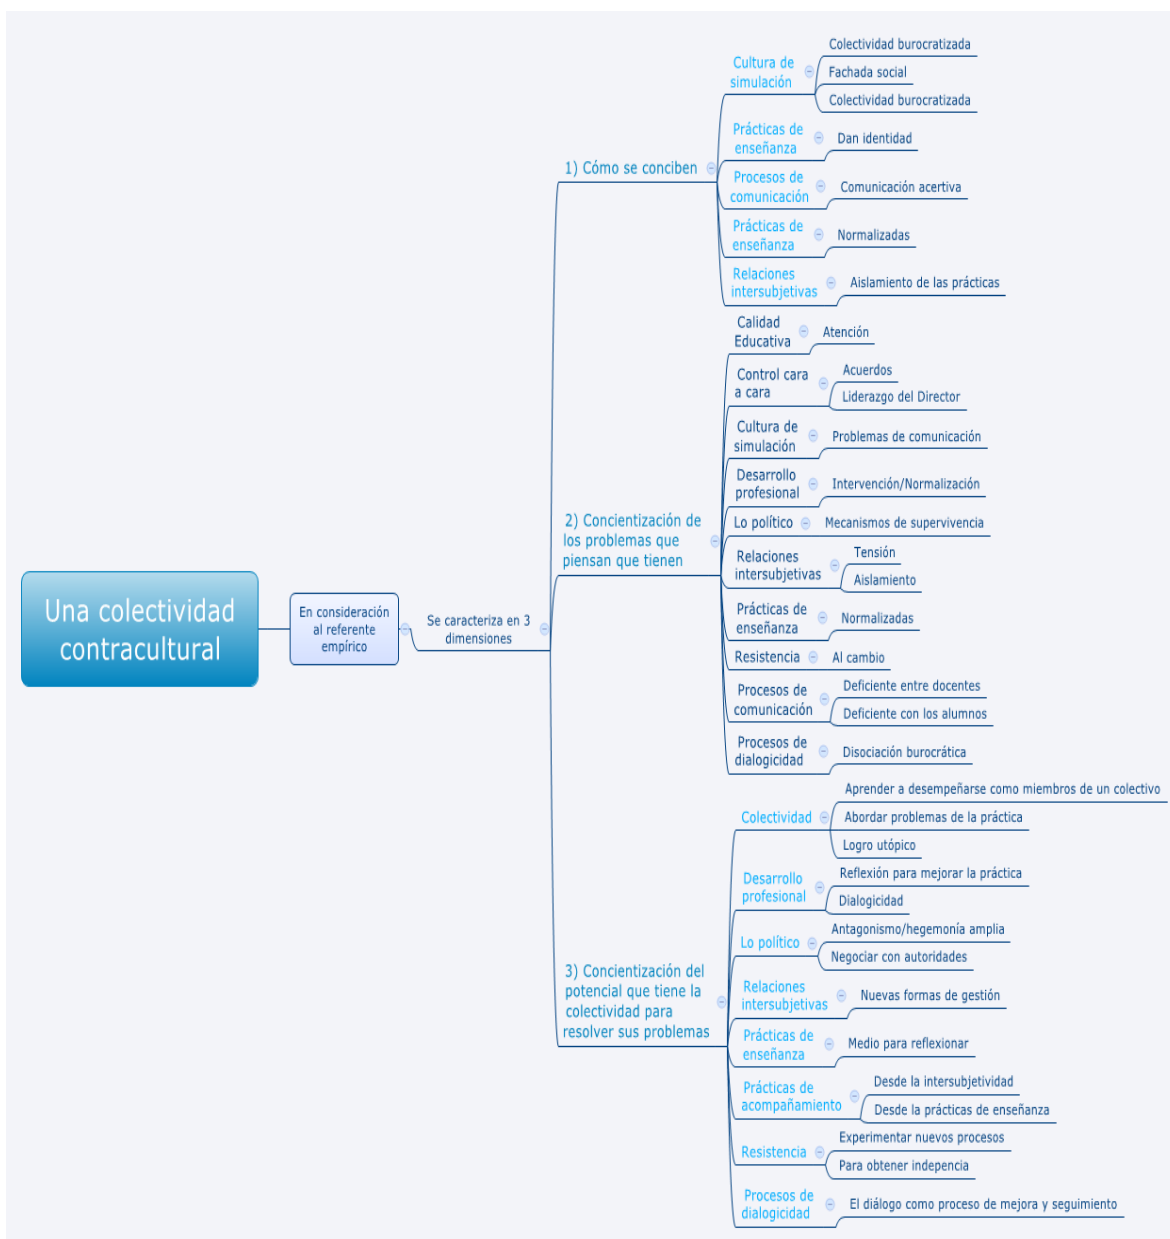 Una colectividad
contracultural
En consideración
al referente
empírico
Se caracteriza en 3
dimensiones
1) Cómo se conciben
Cultura de
simulación
Colectividad burocratizada
Fachada social
Colectividad burocratizada
Prácticas de
enseñanza
Dan identidad
Procesos de
comunicación
Comunicación acertiva
Prácticas de
enseñanza
Normalizadas
Relaciones
intersubjetivas
Aislamiento de las prácticas
2) Concientización de
los problemas que
piensan que tienen
Calidad
Educativa
Atención
Control cara
a cara
Acuerdos
Liderazgo del Director
Cultura de
simulación
Problemas de comunicación
Desarrollo
profesional
Intervención/Normalización
Lo político
Mecanismos de supervivencia
Relaciones
intersubjetivas
Tensión
Aislamiento
Prácticas de
enseñanza
Normalizadas
Resistencia
Al cambio
Procesos de
comunicación
Deficiente entre docentes
Deficiente con los alumnos
Procesos de
dialogicidad
Disociación burocrática
3) Concientización del
potencial que tiene la
colectividad para
resolver sus problemas
Colectividad
Aprender a desempeñarse como miembros de un colectivo
Abordar problemas de la práctica
Logro utópico
Desarrollo
profesional
Reflexión para mejorar la práctica
Dialogicidad
Lo político
Antagonismo/hegemonía amplia
Negociar con autoridades
Relaciones
intersubjetivas
Nuevas formas de gestión
Prácticas de
enseñanza
Medio para reflexionar
Prácticas de
acompañamiento
Desde la intersubjetividad
Desde la prácticas de enseñanza
Resistencia
Experimentar nuevos procesos
Para obtener indepencia
Procesos de
dialogicidad
El diálogo como proceso de mejora y seguimiento